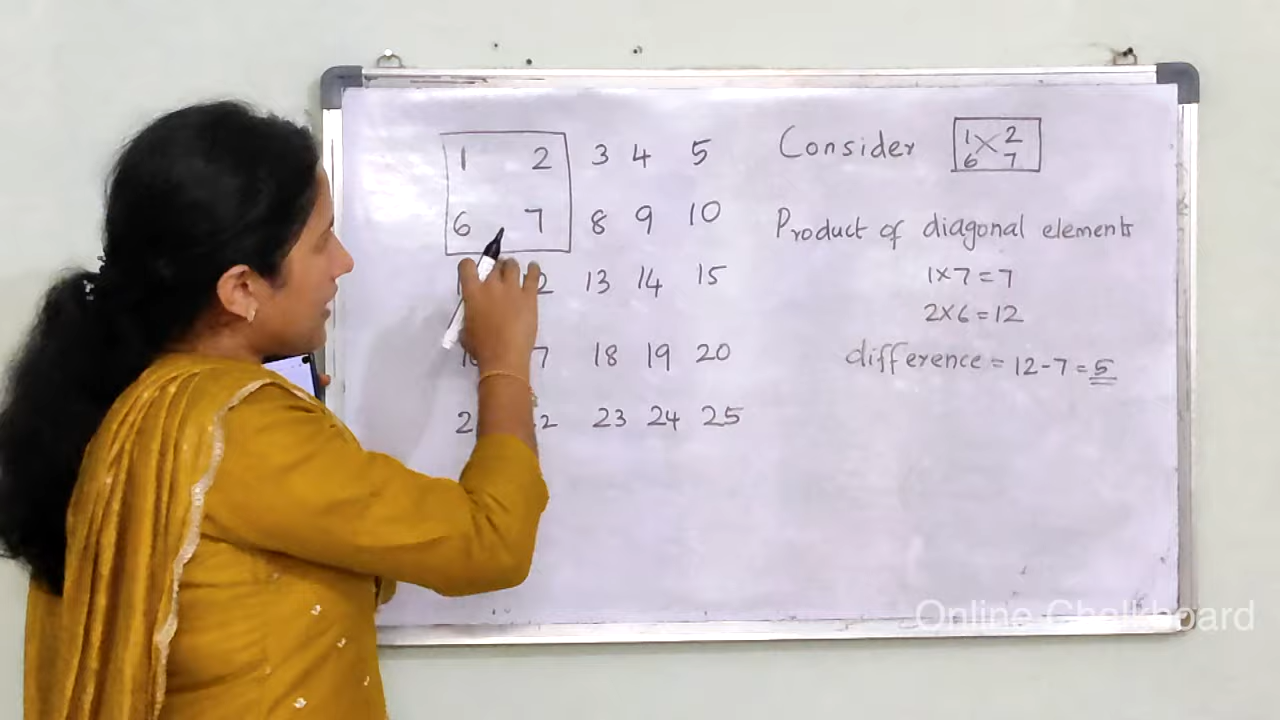 1 2 3 4 5
6 7 8 9 10
13 14 15
18 19 20
23 24 25
Consider 1 2
6 7
Product of diagonal elements
1×7=7
2×6=12
difference = 12-7=5
Online Chalkboard